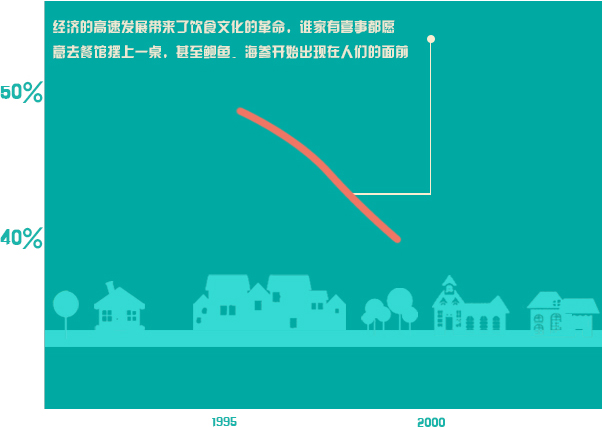 经济的高速发展带来了饮食文化的革命，谁家有喜事都愿
意去餐馆摆上一桌，甚至鲍鱼、海参开始出现在人们的面前
50%
40%
1995
2000